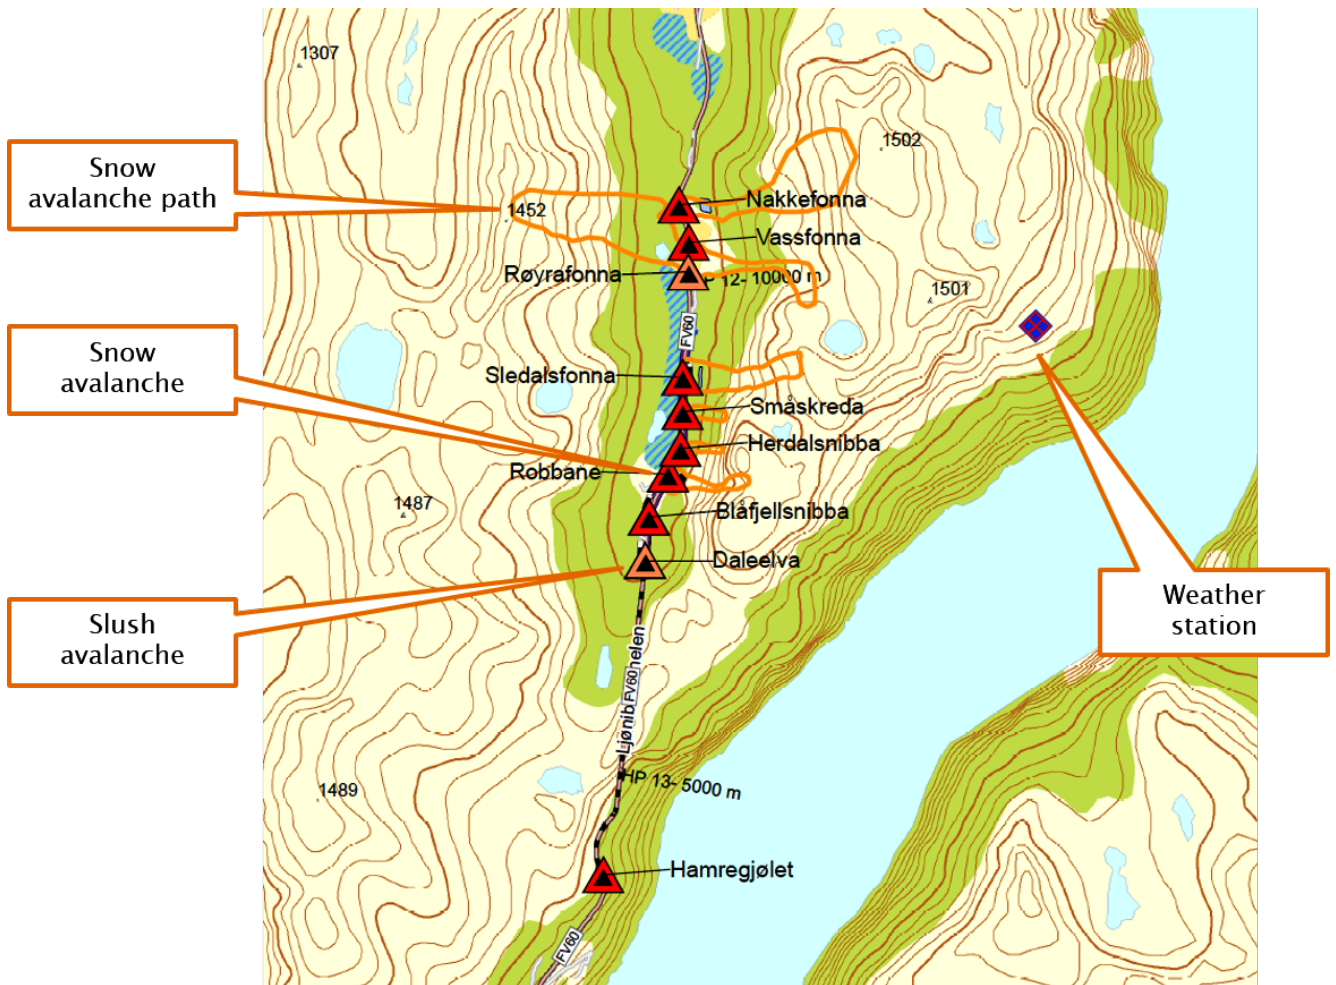 1307
1502
Snow
avalanche path
1452
Nakkefonna
Vassfonna
Røyrafonna
P 12- 10000 m
1501
FV60
Snow
avalanche
Sledalsfonna
Småskreda
Herdalsnibba
Robbane
1487
Blåfjellsnibba
Daleelva
Slush
avalanche
Weather
station
FV60
helen
HP 13- 5000 m
1489
Hamregjølet
FV60